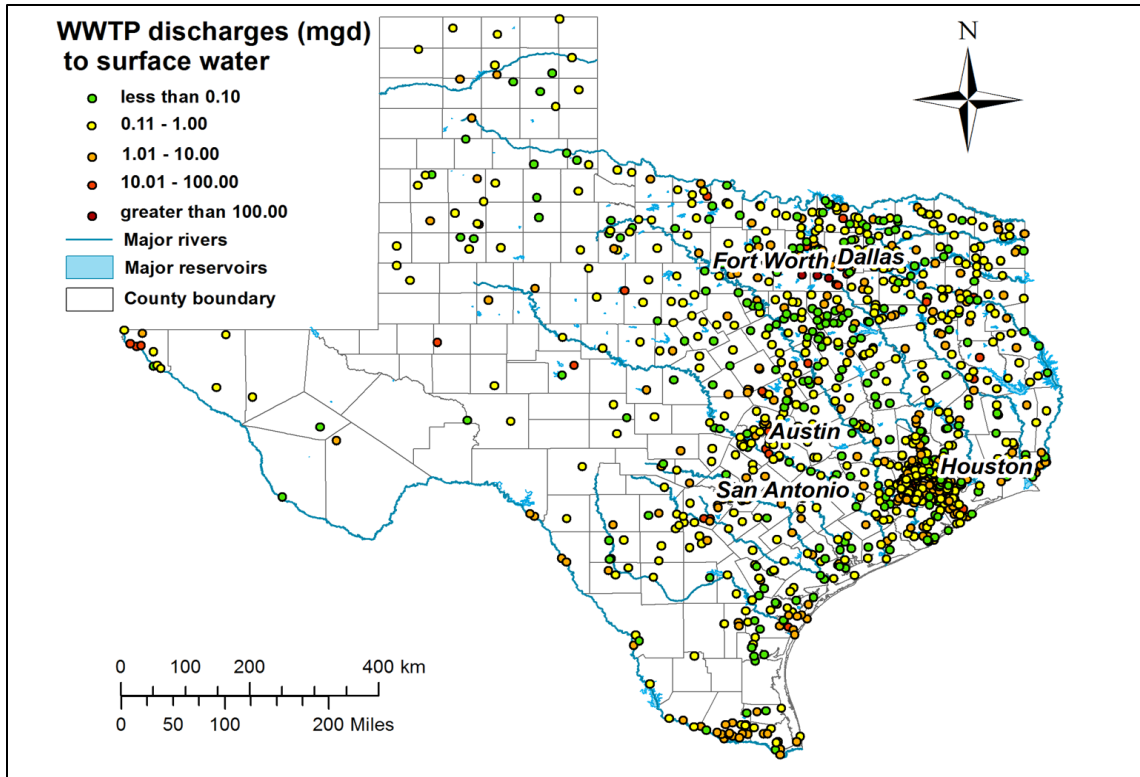 WWTP discharges (mgd)
to surface water
less than 0.10
0.11 - 1.00
1.01 - 10.00
10.01 - 100.00
greater than 100.00
Major rivers
Major reservoirs
County boundary
N
Fort Worth Dallas
Austin
Houston
San Antonio
0 100 200 400 km
0 50 100 200 Miles